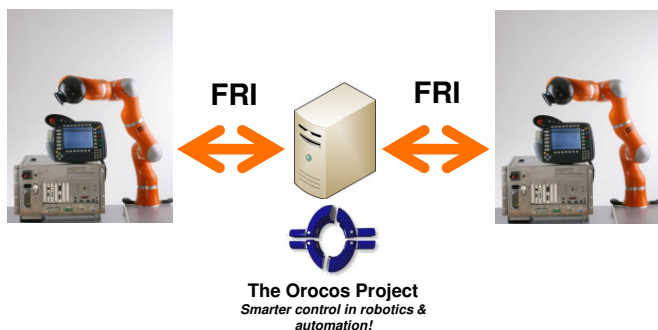 FRI
FRI
The Orocos Project
Smarter control in robotics &
automation!